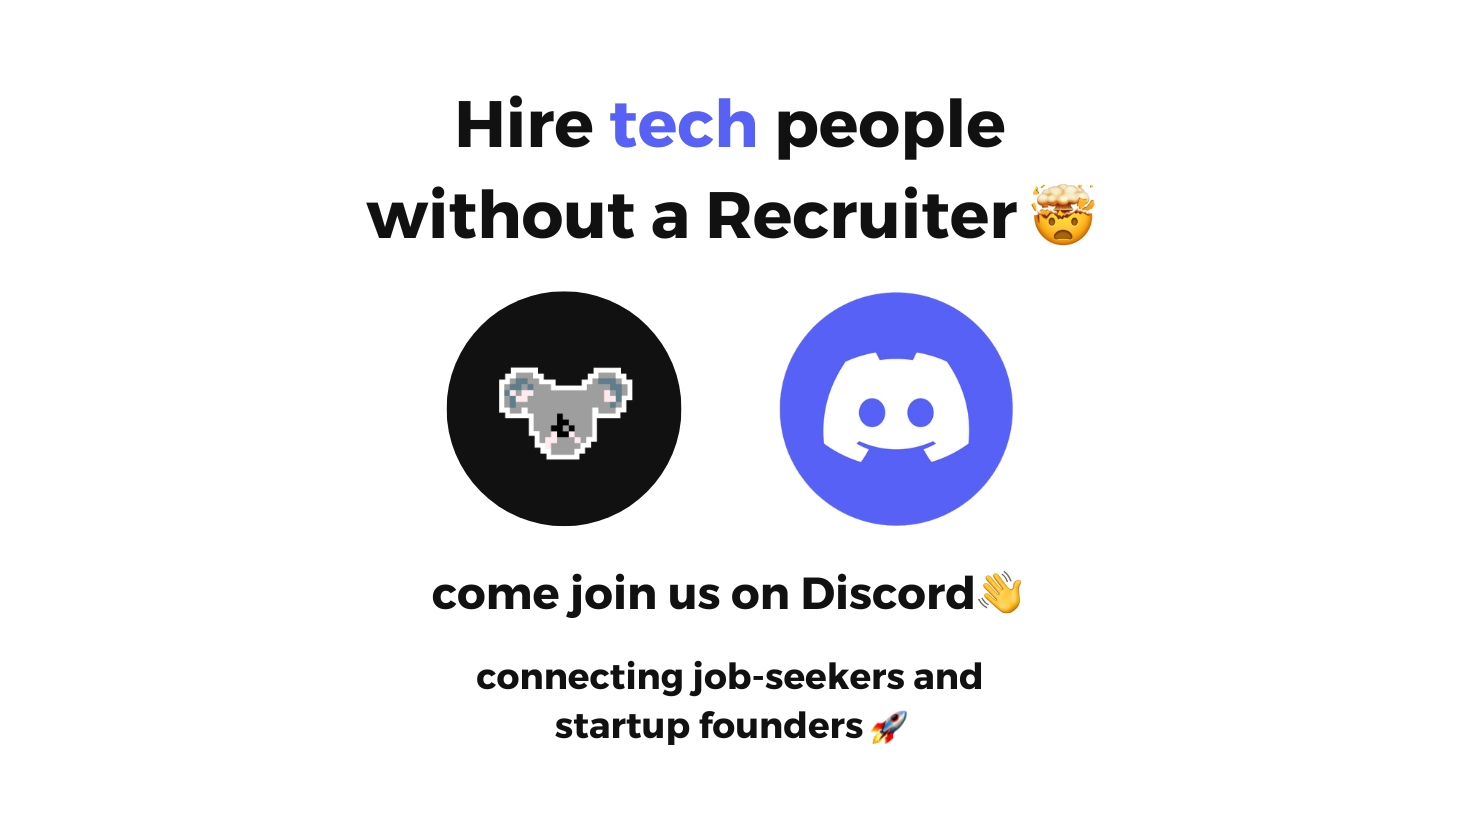 Hire tech people
without a Recruiter 🤯
come join us on Discord👋
connecting job-seekers and
startup founders 🚀